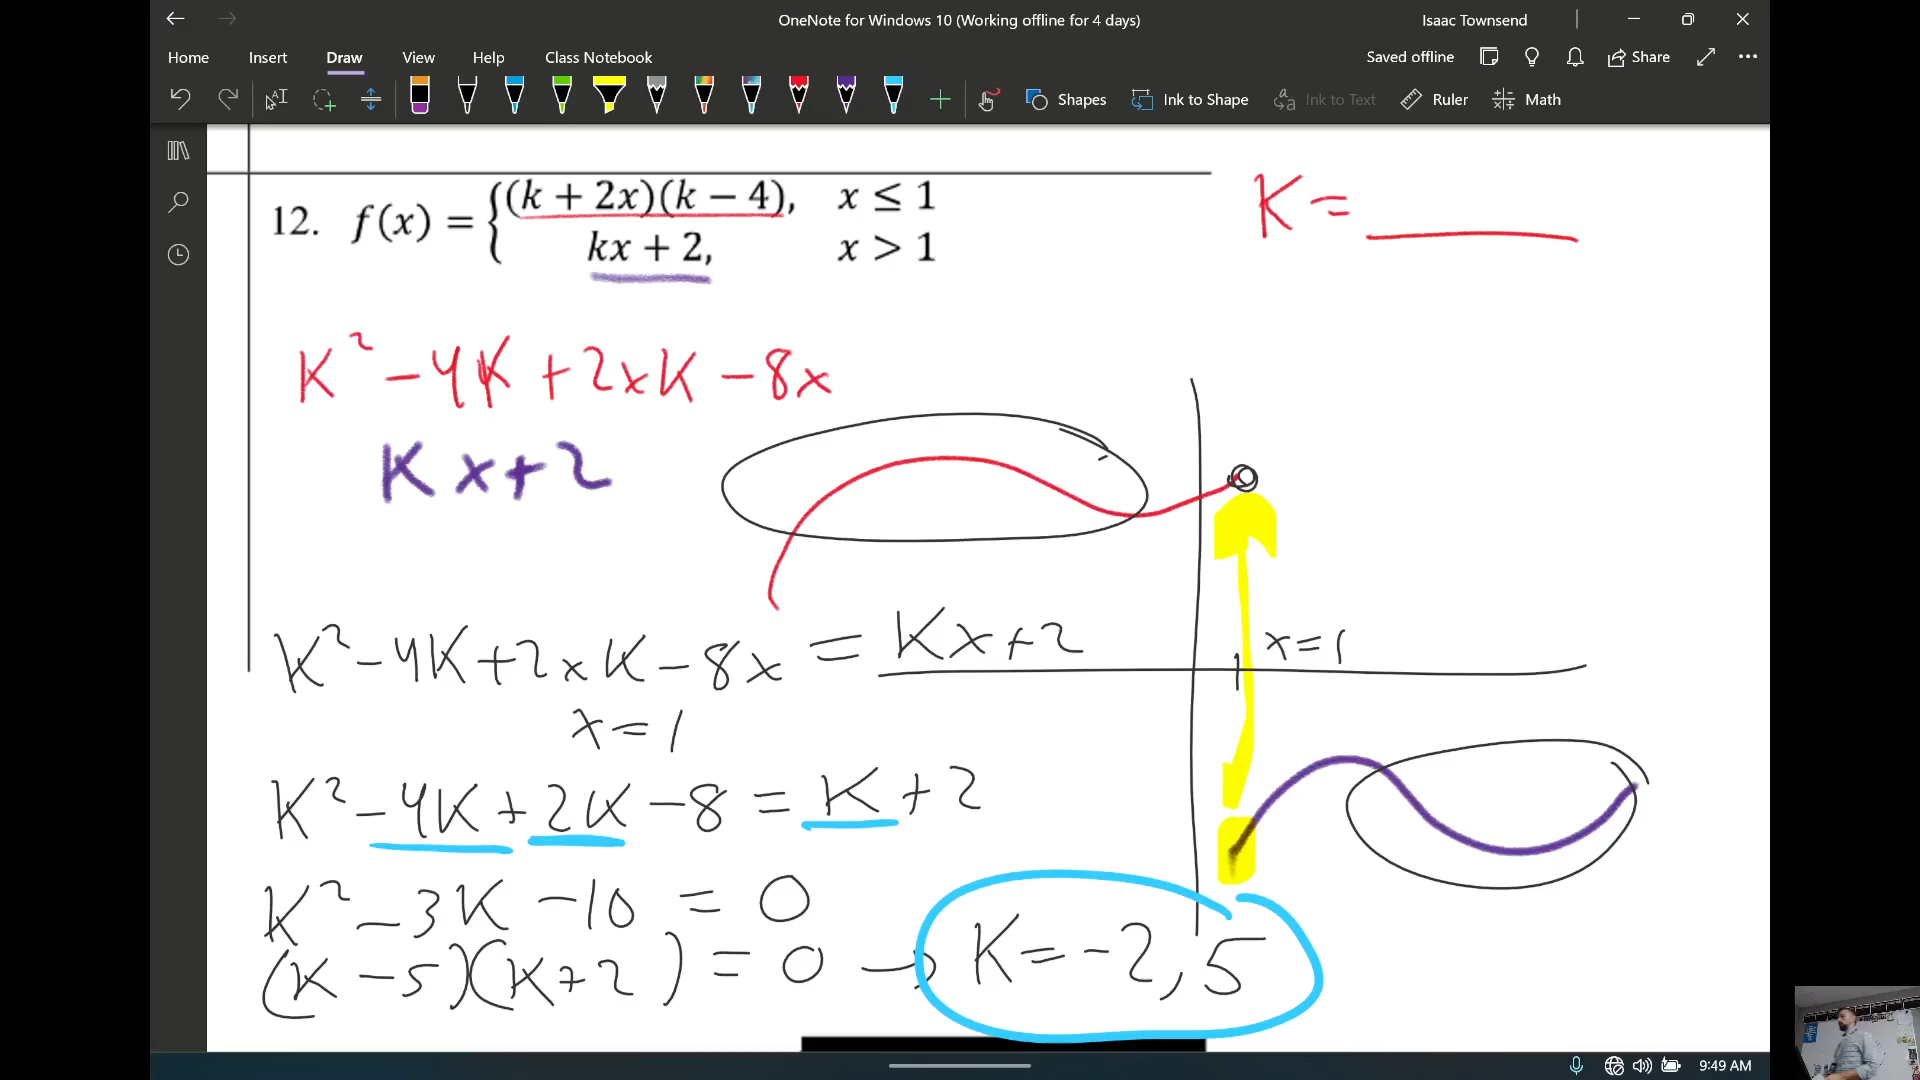 OneNote for Windows 10 (Working offline for 4 days)
Isaac Townsend
Home Insert Draw View Help Class Notebook
Saved offline Share
Shapes Ink to Shape Ink to Text Ruler Math
12. f(x) = { (k + 2x)(k − 4), x ≤ 1
kx + 2, x > 1
K = ____
K² - 4K + 2xK - 8x
Kx+2
K² - 4K + 2xK - 8x = Kx+2
x=1
1
x=1
K² - 4K + 2K - 8 = K + 2
K² - 3K - 10 = 0
(K - 5)(K+2) = 0 → K = -2, 5
9:49 AM